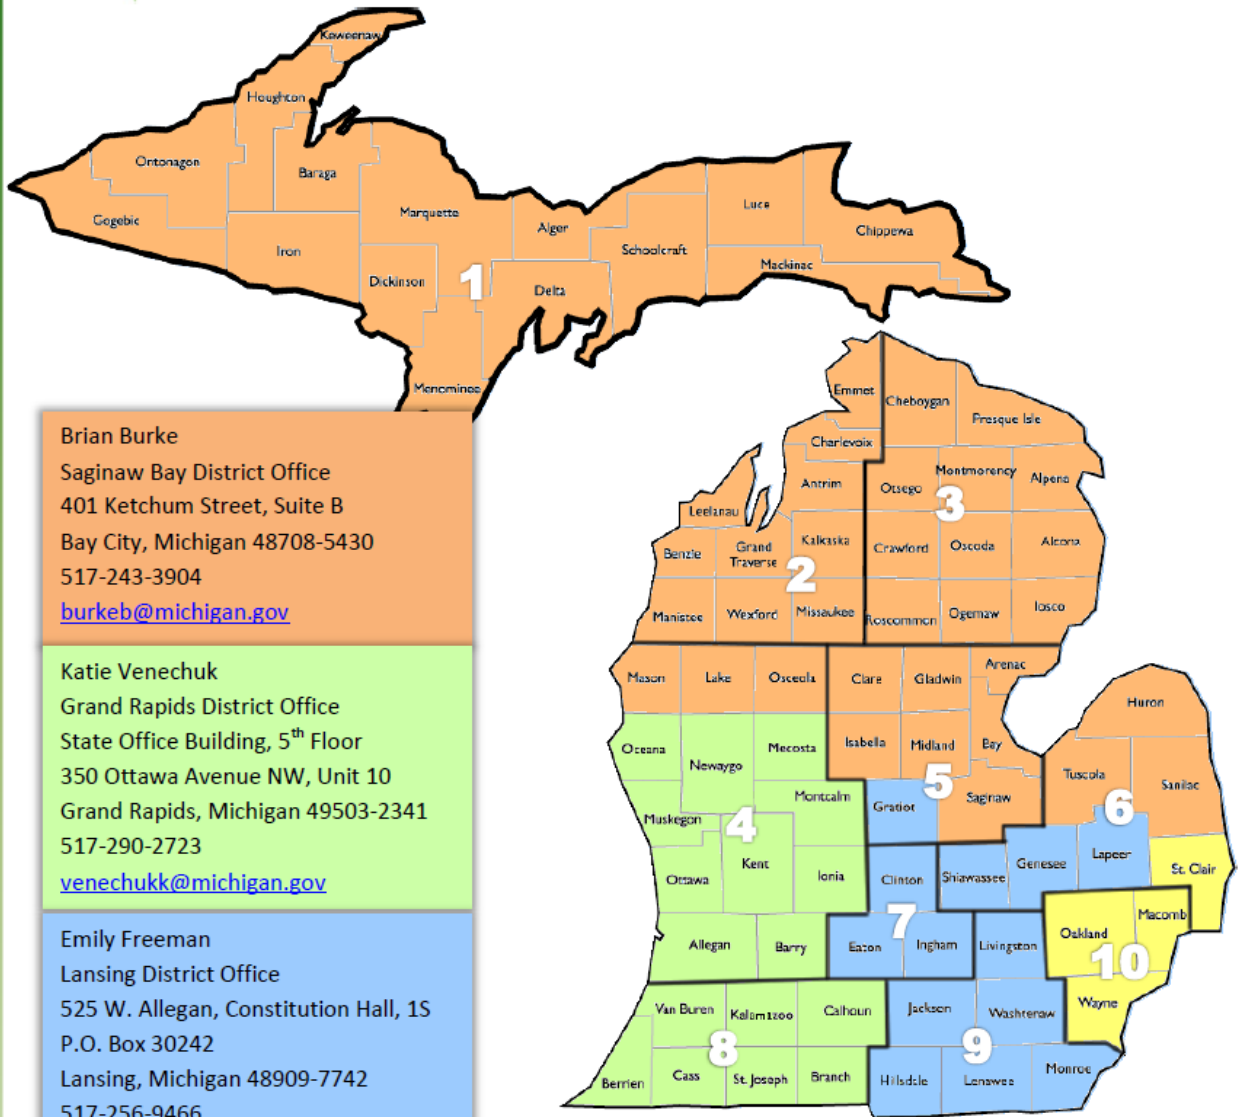 Keweenaw
Houghton
Ontonagon
Baraga
Gogebic
Marquette
Iron
Dickinson
1
Alger
Delta
Schoolcraft
Luce
Chippewa
Mackinac
Menominee
Brian Burke
Saginaw Bay District Office
401 Ketchum Street, Suite B
Bay City, Michigan 48708-5430
517-243-3904
burkeb@michigan.gov
Katie Venechuk
Grand Rapids District Office
State Office Building, 5th Floor
350 Ottawa Avenue NW, Unit 10
Grand Rapids, Michigan 49503-2341
517-290-2723
venechukk@michigan.gov
Emily Freeman
Lansing District Office
525 W. Allegan, Constitution Hall, 1S
P.O. Box 30242
Lansing, Michigan 48909-7742
517-256-9466
Emmet
Cheboygan
Presque Isle
Charlevoix
Antrim
Otsego
Montmorency
Alpena
3
Leelanau
Benzie
Grand
Traverse
Kalkaska
2
Crawford
Oscoda
Alcona
Manistee
Wexford
Missaukee
Roscommon
Ogemaw
Iosco
Mason
Lake
Osceola
Clare
Gladwin
Arenac
Huron
Oceana
Newaygo
Mecosta
Isabella
Midland
Bay
5
Tuscola
Sanilac
6
Montcalm
Gratiot
Saginaw
Muskegon
4
Kent
Ottawa
Ionia
Clinton
Shiawassee
Genesee
Lapeer
St. Clair
7
Allegan
Barry
Eaton
Ingham
Livingston
Oakland
Macomb
10
Van Buren
Kalamazoo
Calhoun
Jackson
Washtenaw
Wayne
8
9
Berrien
Cass
St. Joseph
Branch
Hillsdale
Lenawee
Monroe